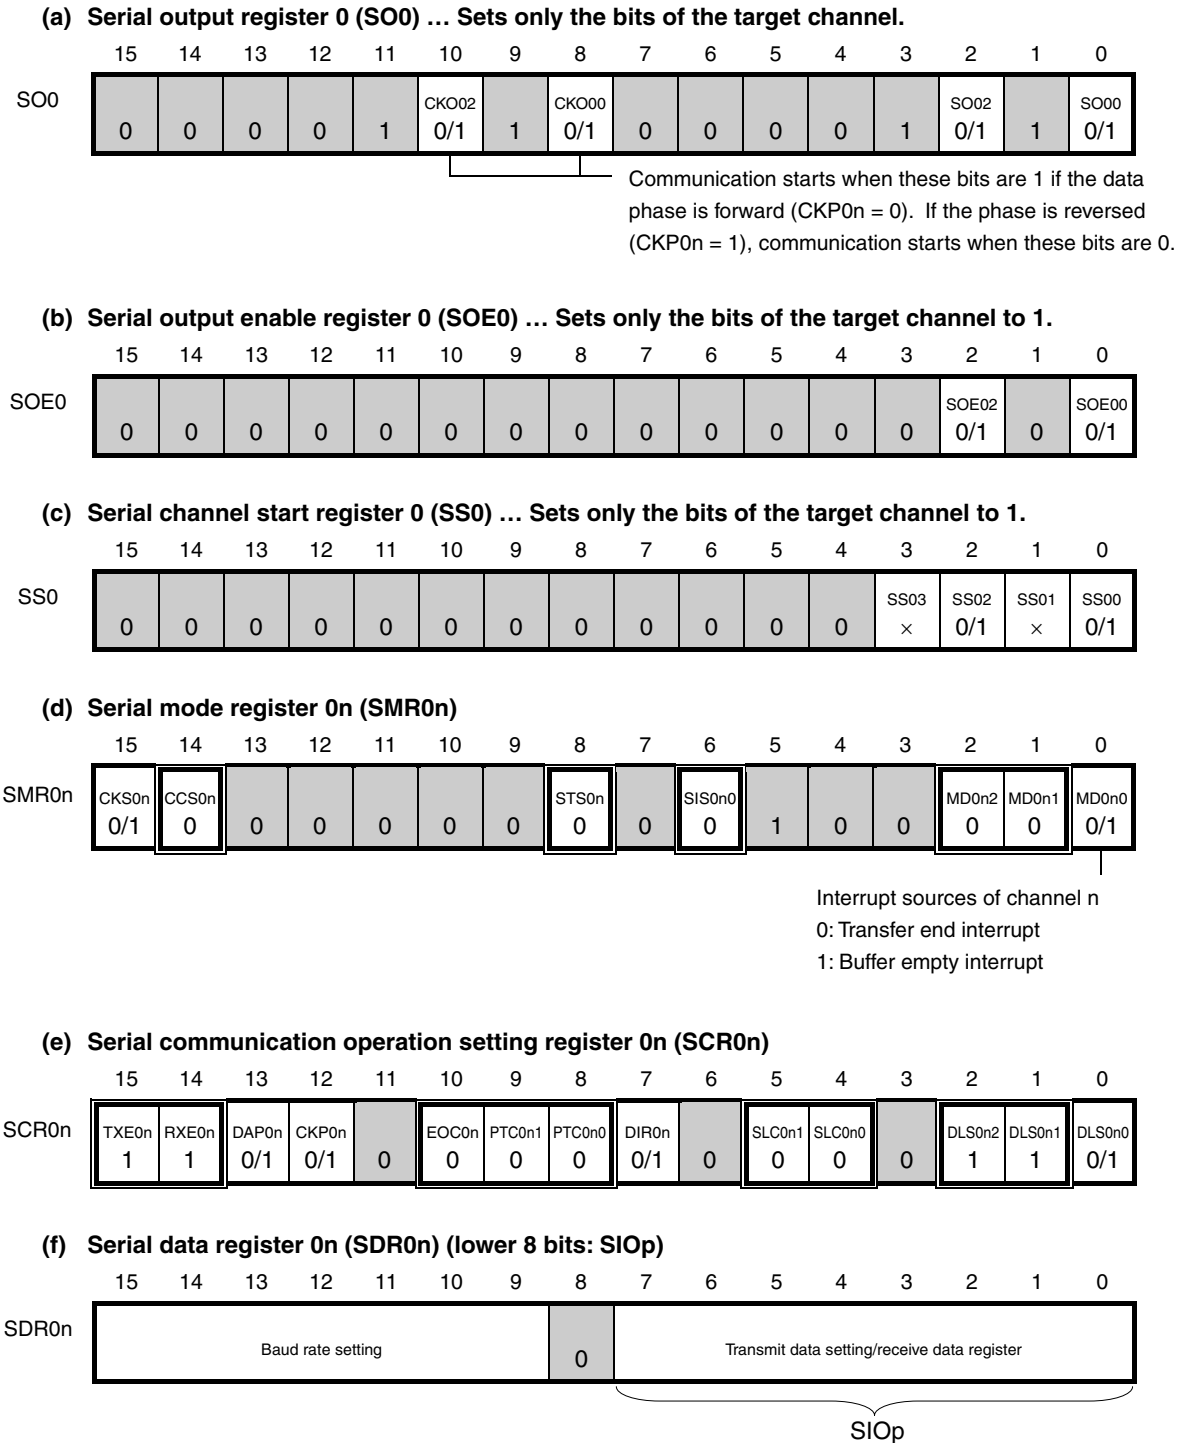 (a) Serial output register 0 (SO0) … Sets only the bits of the target channel.
15 14 13 12 11 10 9 8 7 6 5 4 3 2 1 0
SO0
CKO02 CKO00 SO02 SO00
0 0 0 0 1 0/1 1 0/1 0 0 0 0 1 0/1 1 0/1
Communication starts when these bits are 1 if the data
phase is forward (CKP0n = 0). If the phase is reversed
(CKP0n = 1), communication starts when these bits are 0.
(b) Serial output enable register 0 (SOE0) … Sets only the bits of the target channel to 1.
15 14 13 12 11 10 9 8 7 6 5 4 3 2 1 0
SOE0
SOE02 SOE00
0 0 0 0 0 0 0 0 0 0 0 0 0 0/1 0 0/1
(c) Serial channel start register 0 (SS0) … Sets only the bits of the target channel to 1.
15 14 13 12 11 10 9 8 7 6 5 4 3 2 1 0
SS0
SS03 SS02 SS01 SS00
0 0 0 0 0 0 0 0 0 0 0 0 × 0/1 × 0/1
(d) Serial mode register 0n (SMR0n)
15 14 13 12 11 10 9 8 7 6 5 4 3 2 1 0
SMR0n
CKS0n CCS0n STS0n SIS0n0 MD0n2 MD0n1 MD0n0
0/1 0 0 0 0 0 0 0 0 0 1 0 0 0 0 0/1
Interrupt sources of channel n
0: Transfer end interrupt
1: Buffer empty interrupt
(e) Serial communication operation setting register 0n (SCR0n)
15 14 13 12 11 10 9 8 7 6 5 4 3 2 1 0
SCR0n
TXE0n RXE0n DAP0n CKP0n EOC0n PTC0n1 PTC0n0 DIR0n SLC0n1 SLC0n0 DLS0n2 DLS0n1 DLS0n0
1 1 0/1 0/1 0 0 0 0 0/1 0 0 0 0 1 1 0/1
(f) Serial data register 0n (SDR0n) (lower 8 bits: SIOp)
15 14 13 12 11 10 9 8 7 6 5 4 3 2 1 0
SDR0n
Baud rate setting 0 Transmit data setting/receive data register
SIOp